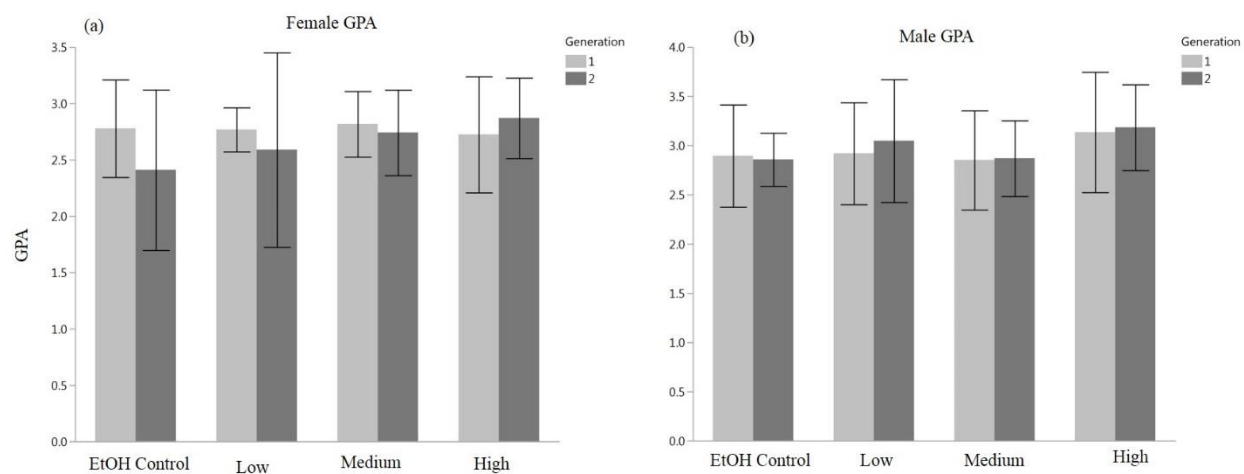 (a)
Female GPA
Generation
1
2
GPA
3.5
3.0
2.5
2.0
1.5
1.0
0.5
0.0
EtOH Control
Low
Medium
High
(b)
Male GPA
Generation
1
2
4.0
3.5
3.0
2.5
2.0
1.5
1.0
0.5
0.0
EtOH Control
Low
Medium
High